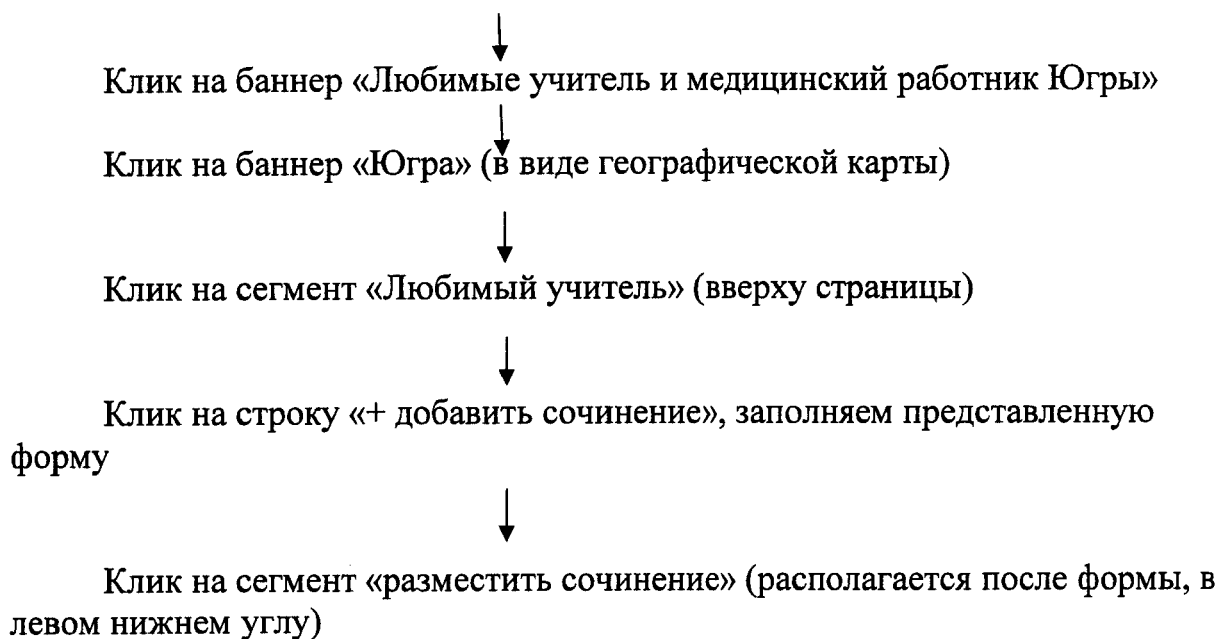 Клик на баннер «Любимые учитель и медицинский работник Югры»
Клик на баннер «Югра» (в виде географической карты)
Клик на сегмент «Любимый учитель» (вверху страницы)
Клик на строку «+ добавить сочинение», заполняем представленную
форму
Клик на сегмент «разместить сочинение» (располагается после формы, в
левом нижнем углу)